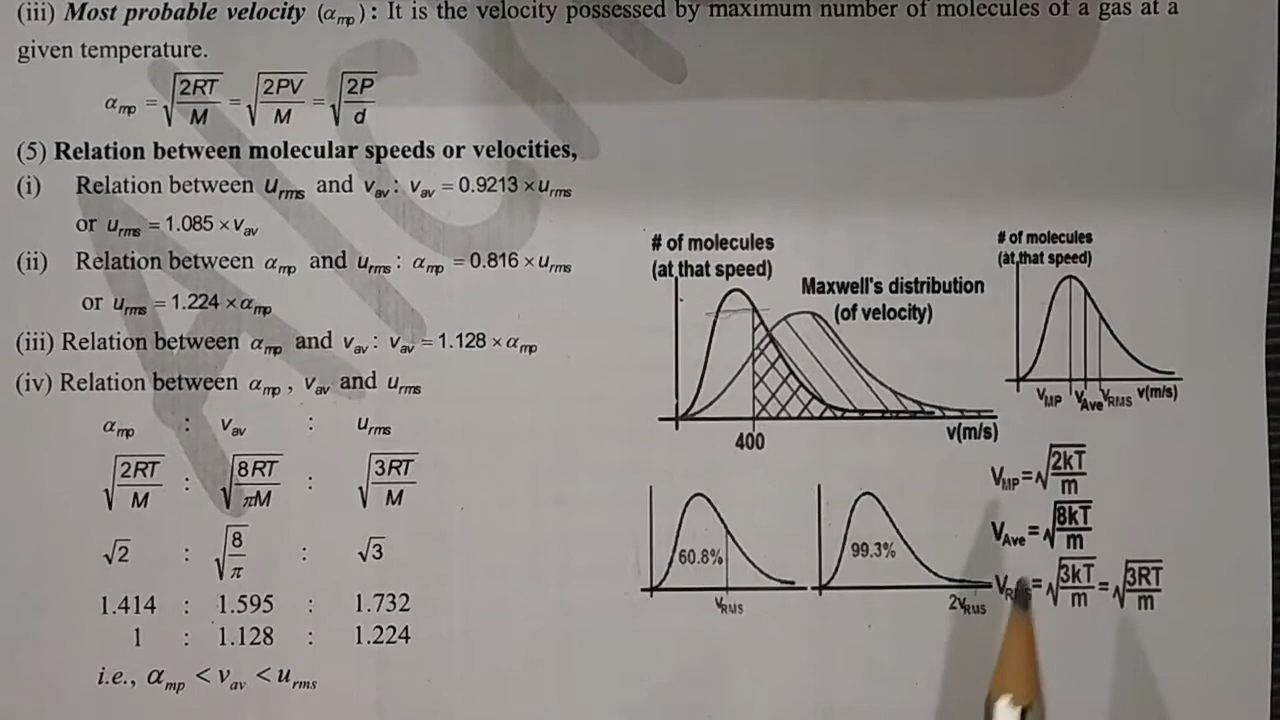 (iii) Most probable velocity (α_mp) : It is the velocity possessed by maximum number of molecules of a gas at a
given temperature.
α_mp = √(2RT/M) = √(2PV/M) = √(2P/d)
(5) Relation between molecular speeds or velocities,
(i) Relation between u_rms and v_av : v_av = 0.9213 × u_rms
or u_rms = 1.085 × v_av
(ii) Relation between α_mp and u_rms : α_mp = 0.816 × u_rms
or u_rms = 1.224 × α_mp
(iii) Relation between α_mp and v_av : v_av = 1.128 × α_mp
(iv) Relation between α_mp , v_av and u_rms
α_mp : v_av : u_rms
√(2RT/M) : √(8RT/πM) : √(3RT/M)
√2 : √(8/π) : √3
1.414 : 1.595 : 1.732
1 : 1.128 : 1.224
i.e., α_mp < v_av < u_rms
# of molecules
(at that speed)
Maxwell's distribution
(of velocity)
400
v(m/s)
# of molecules
(at that speed)
V_MP V_Ave V_RMS v(m/s)
60.8%
V_RMS
99.3%
2V_RMS
V_MP = √(2kT/m)
V_Ave = √(8kT/m)
= √(3kT/m) = √(3RT/m)